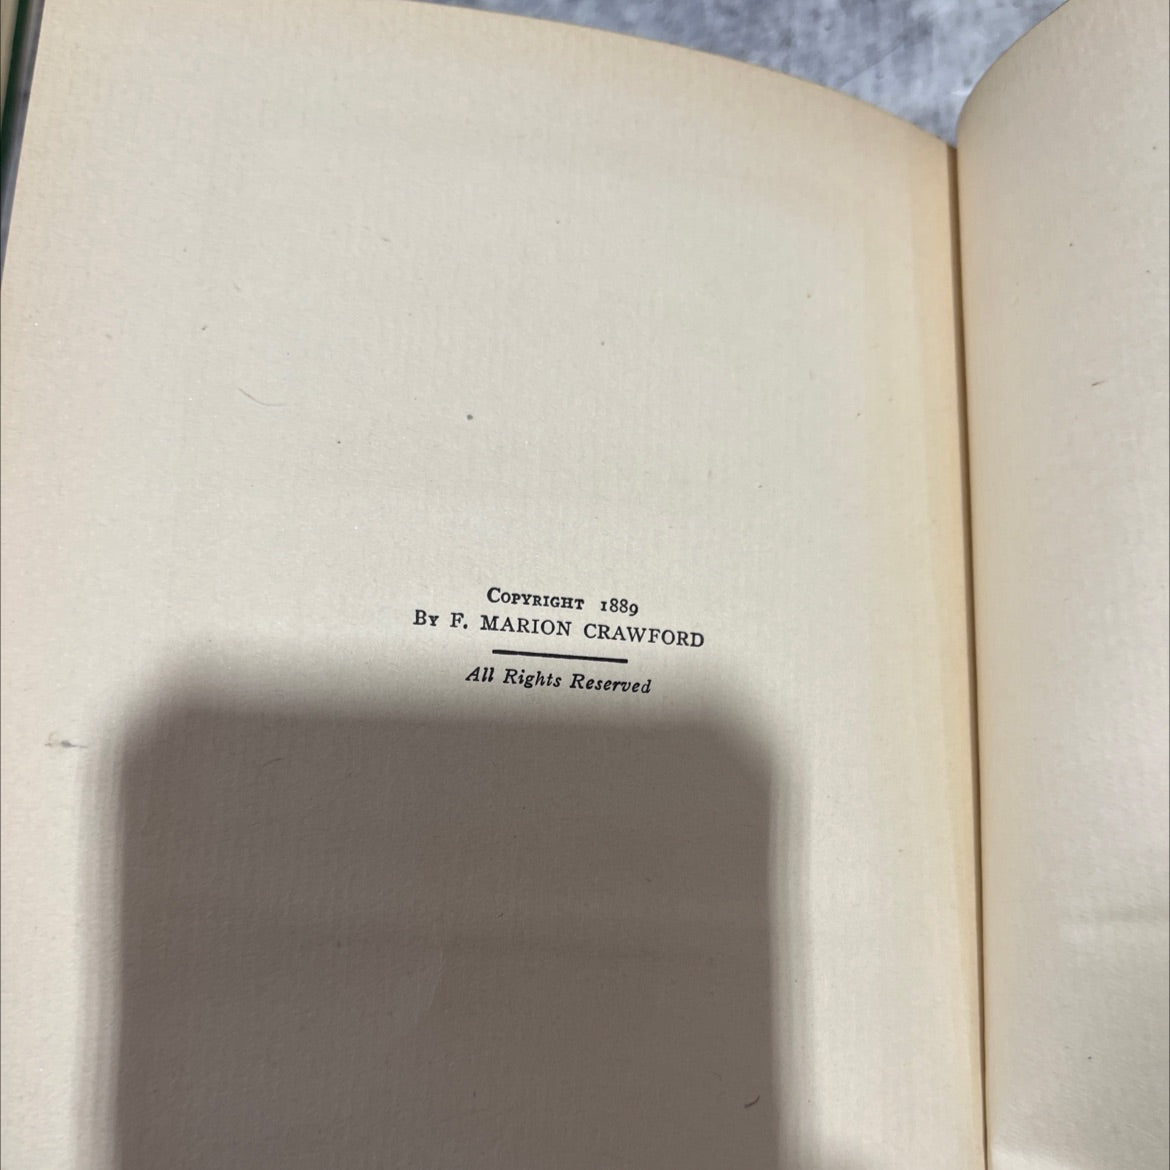 Copyright 1889
By F. MARION CRAWFORD
All Rights Reserved